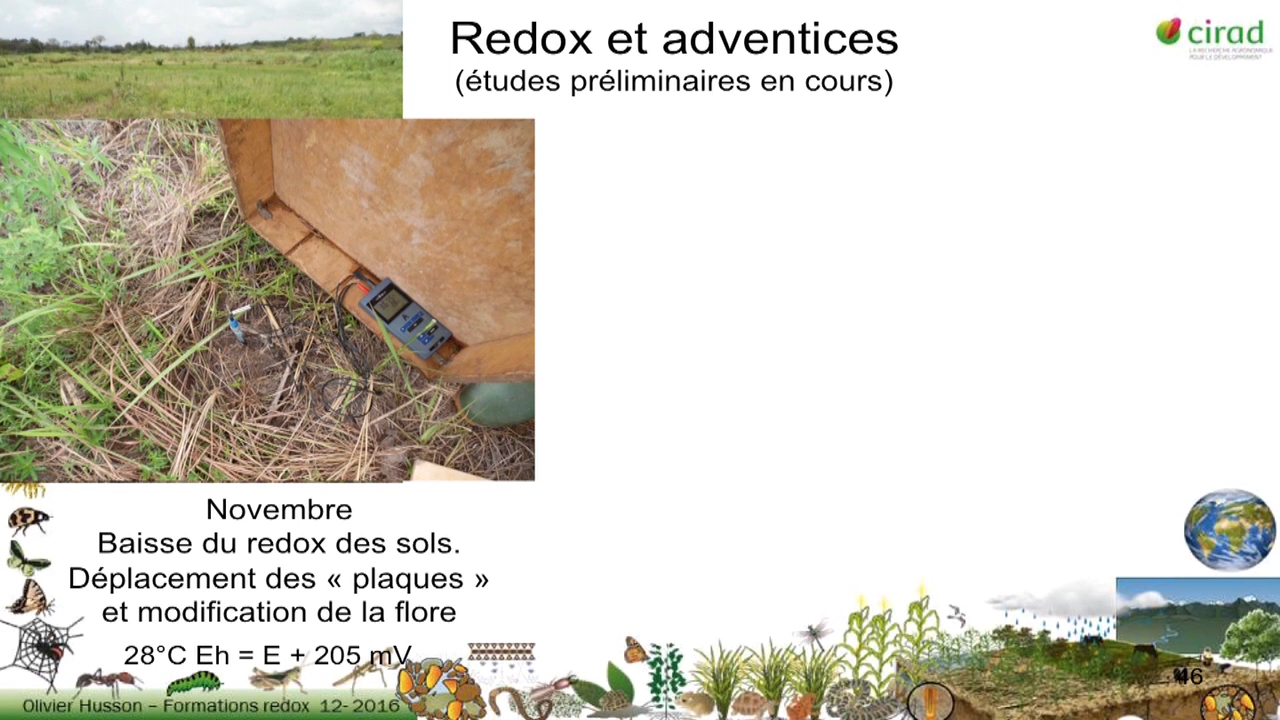 Redox et adventices
(études préliminaires en cours)
cirad
LA RECHERCHE AGRONOMIQUE
POUR LE DÉVELOPPEMENT
Novembre
Baisse du redox des sols.
Déplacement des « plaques »
et modification de la flore
28°C Eh = E + 205 mV
46
Olivier Husson – Formations redox 12- 2016